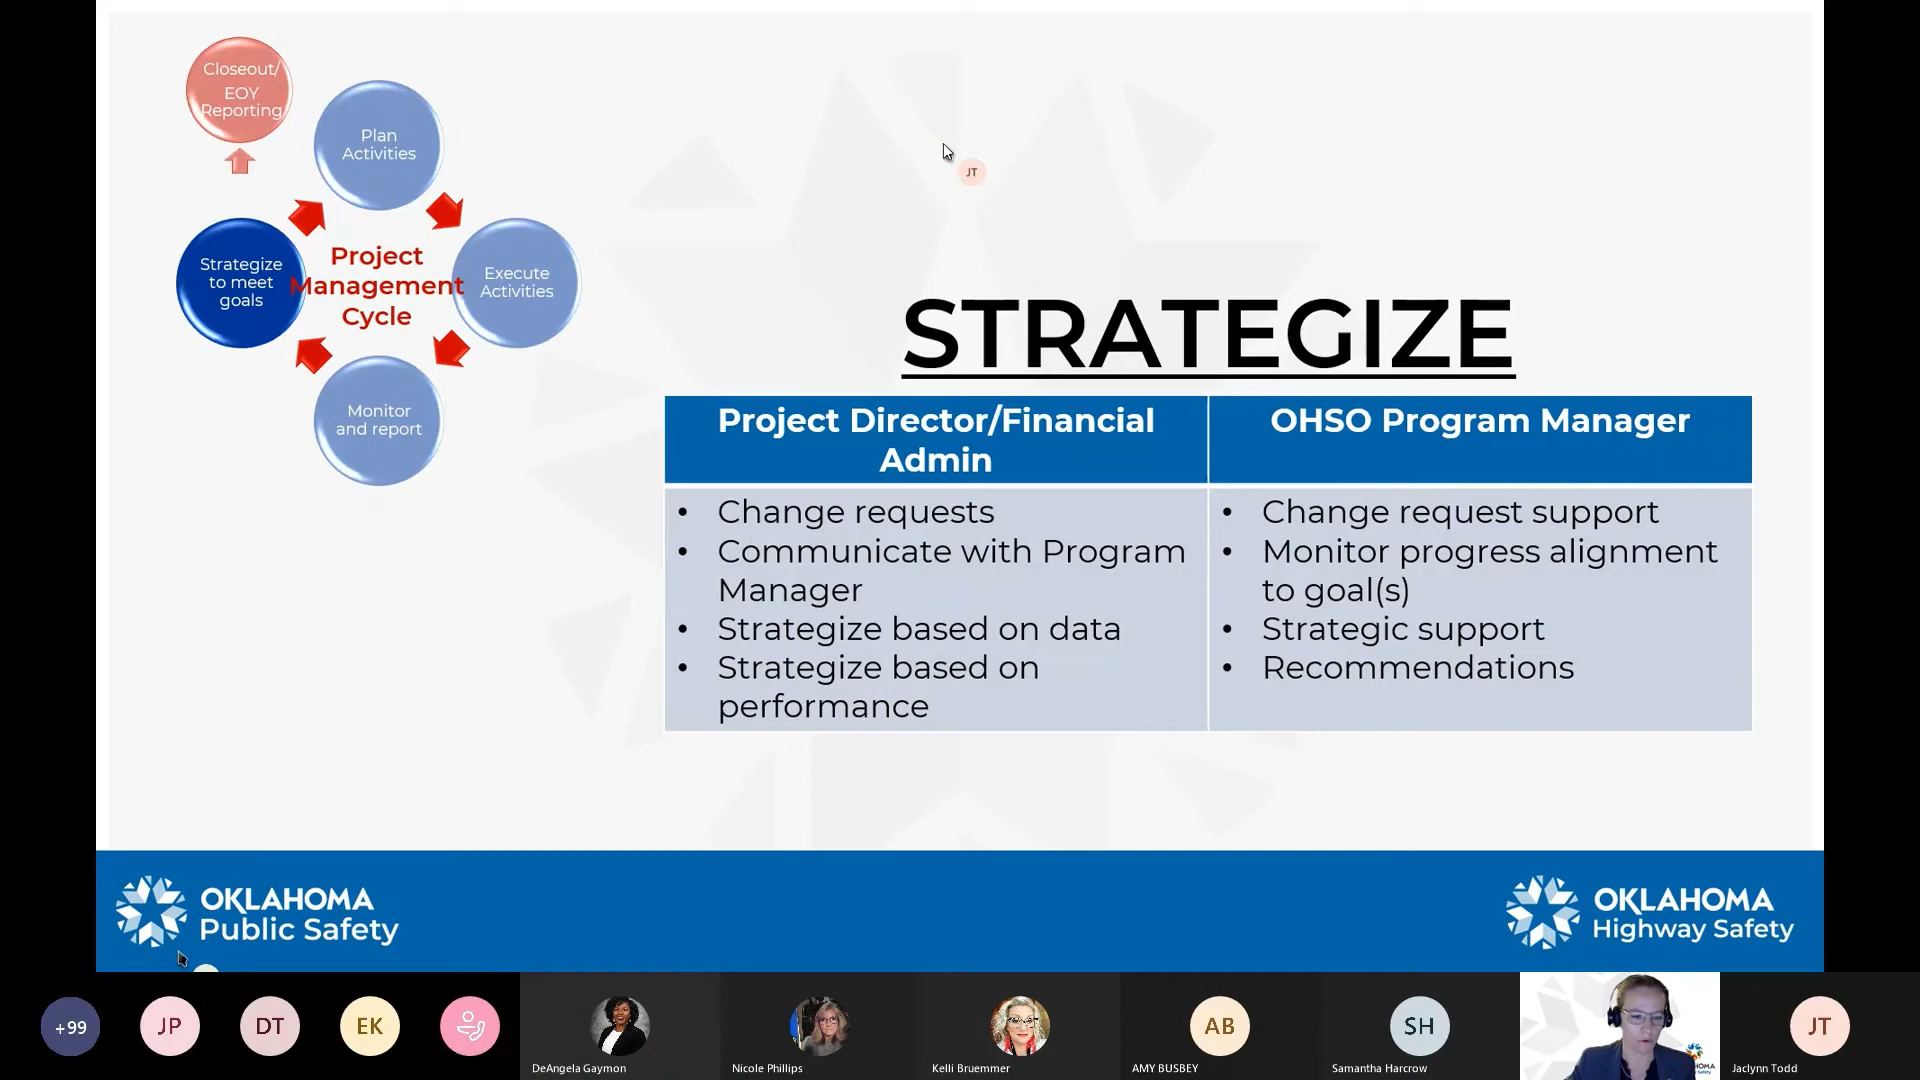 Closeout/
EOY
Reporting
Plan
Activities
Execute
Activities
Monitor
and report
Strategize
to meet
goals
Project
Management
Cycle
JT
STRATEGIZE
Project Director/Financial
Admin
OHSO Program Manager
• Change requests
• Communicate with Program
Manager
• Strategize based on data
• Strategize based on
performance
• Change request support
• Monitor progress alignment
to goal(s)
• Strategic support
• Recommendations
OKLAHOMA
Public Safety
OKLAHOMA
Highway Safety
+99
JP
DT
EK
DeAngela Gaymon
Nicole Phillips
Kelli Bruemmer
AB
AMY BUSBEY
SH
Samantha Harcrow
JT
Jaclynn Todd